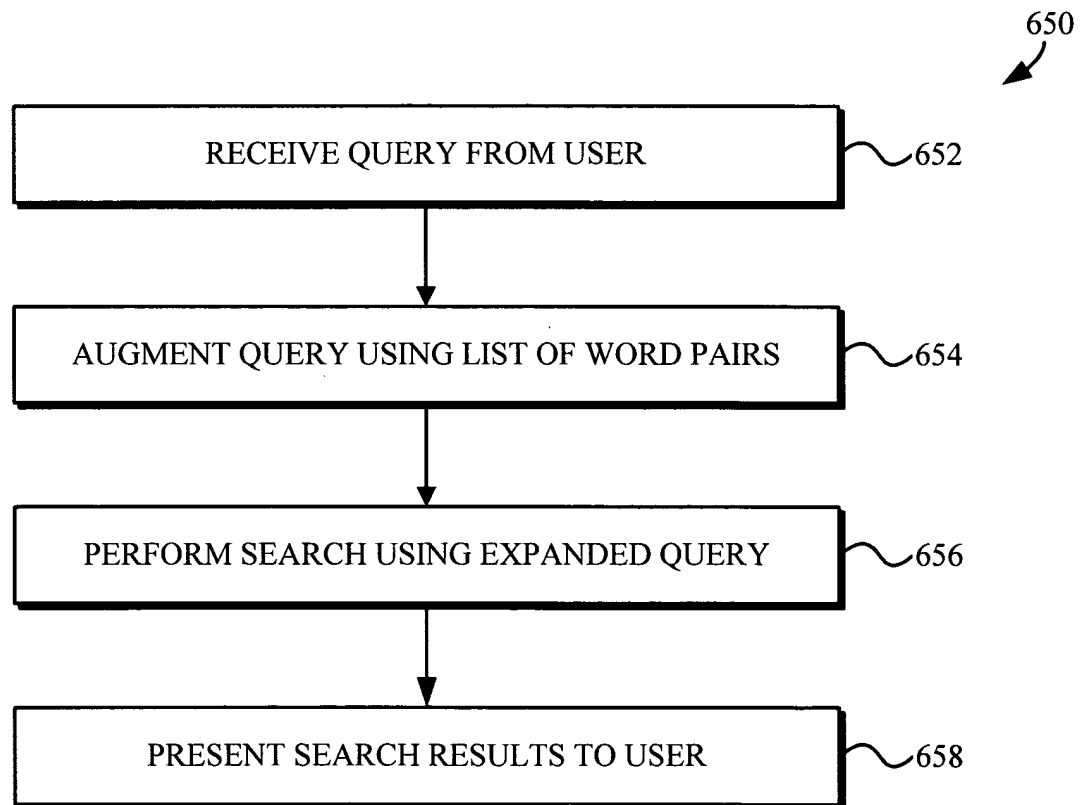 650
RECEIVE QUERY FROM USER
652
AUGMENT QUERY USING LIST OF WORD PAIRS
654
PERFORM SEARCH USING EXPANDED QUERY
656
PRESENT SEARCH RESULTS TO USER
658